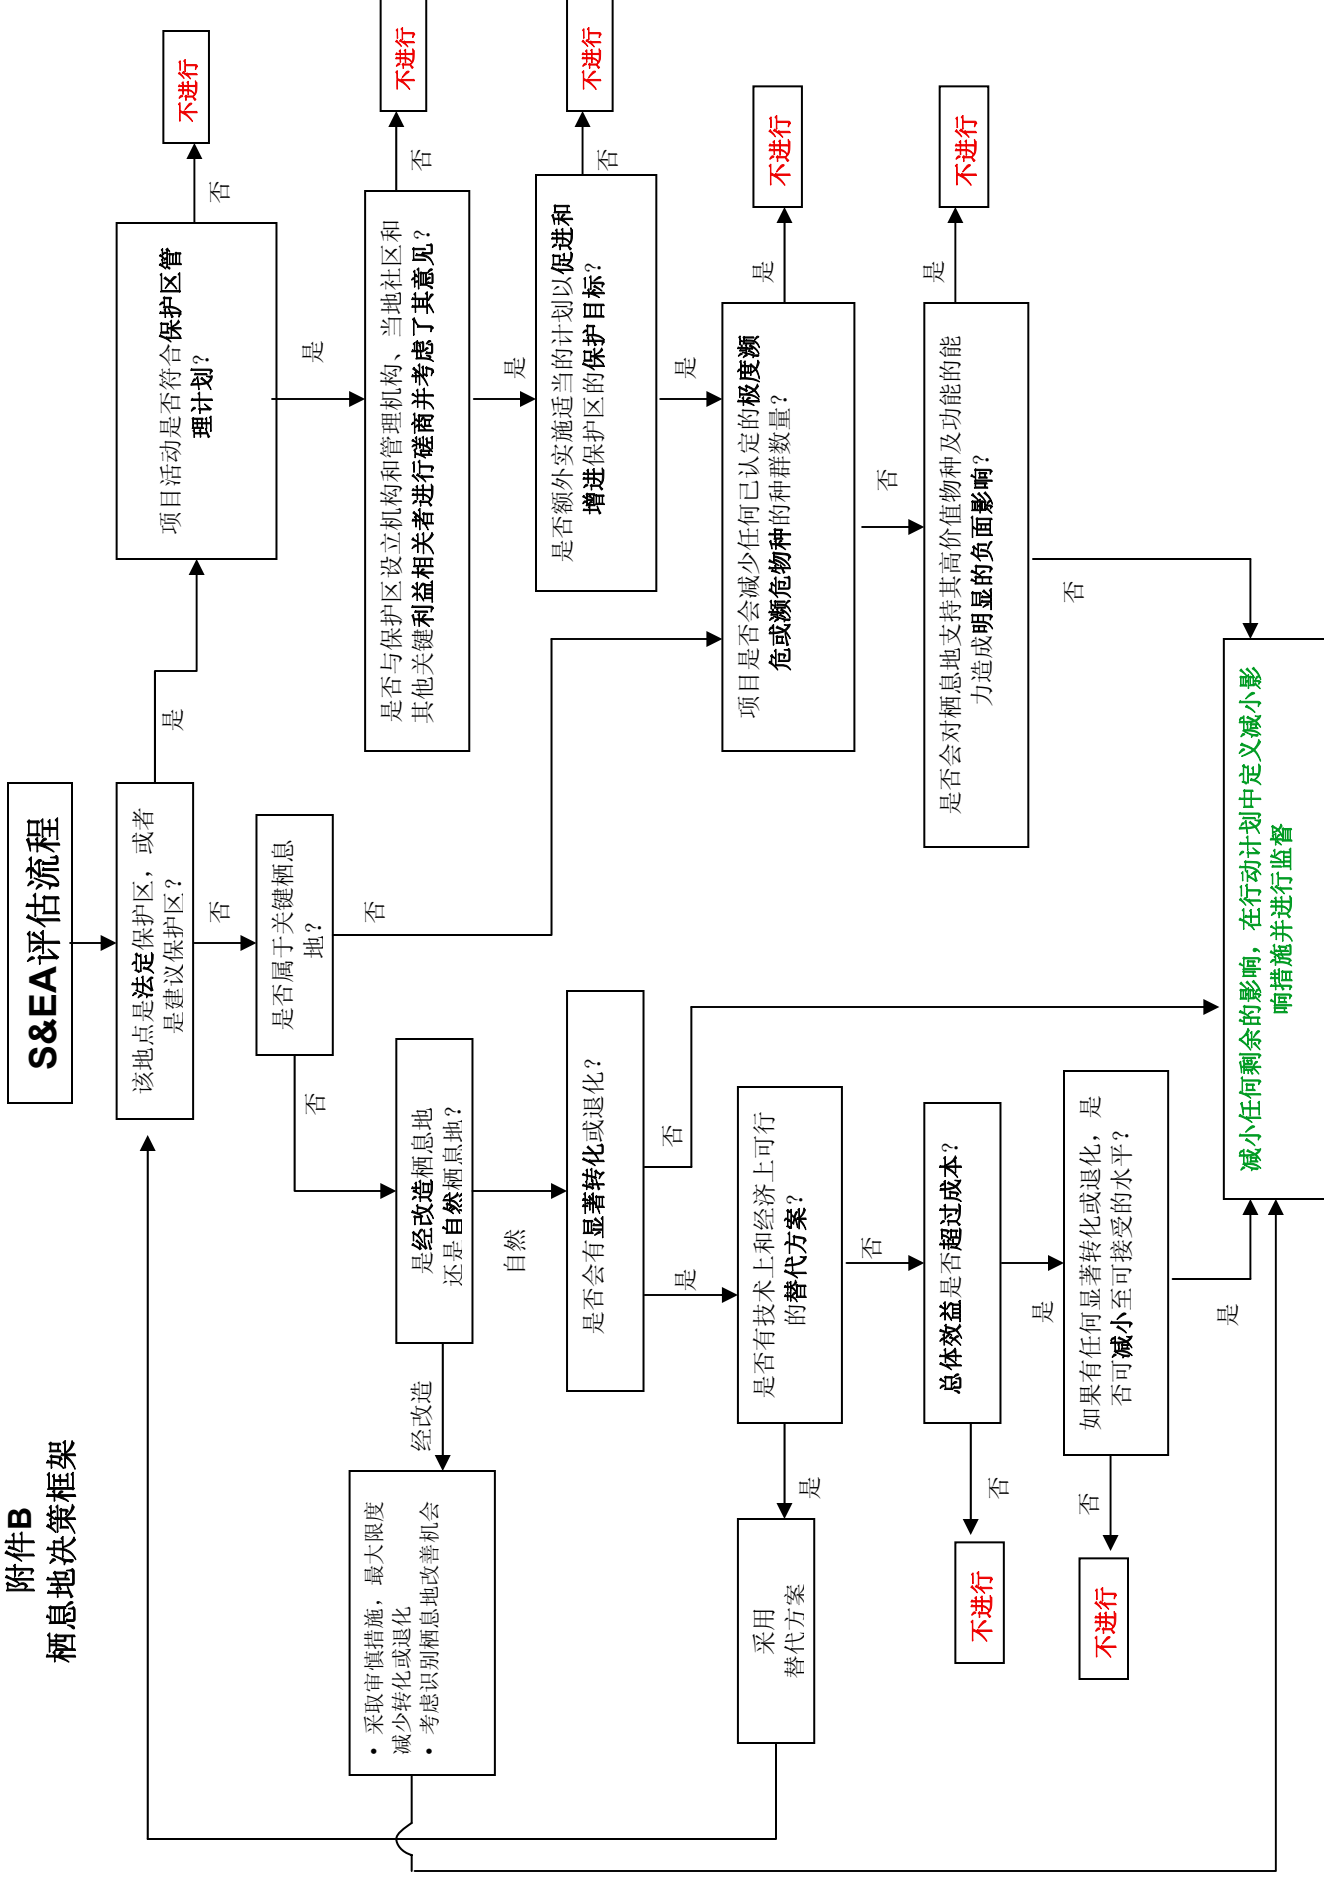 附件B
栖息地决策框架
S&EA评估流程
该地点是法定保护区，或者
是建议保护区？
是
项目活动是否符合保护区管
理计划？
否
不进行
是
是否与保护区设立机构和管理机构、当地社区和
其他关键利益相关者进行磋商并考虑了其意见？
否
不进行
是
是否额外实施适当的计划以促进和
增进保护区的保护目标？
否
不进行
是
否
是否属于关键栖息
地？
否
项目是否会减少任何已认定的极度濒
危或濒危物种的种群数量？
是
不进行
否
是否会对栖息地支持其高价值物种及功能的能
力造成明显的负面影响？
是
不进行
否
否
是经改造栖息地
还是自然栖息地？
经改造
• 采取审慎措施，最大限度
减少转化或退化
• 考虑识别栖息地改善机会
自然
是否会有显著转化或退化？
否
是
是否有技术上和经济上可行
的替代方案？
是
采用
替代方案
否
总体效益是否超过成本？
否
不进行
是
如果有任何显著转化或退化，是
否可减小至可接受的水平？
否
不进行
是
减小任何剩余的影响，在行动计划中定义减小影
响措施并进行监督